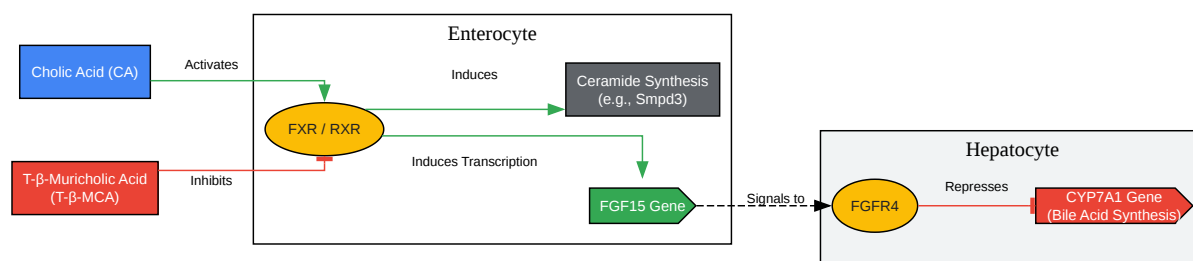 Enterocyte
Cholic Acid (CA)
Activates
Induces
Ceramide Synthesis
(e.g., Smpd3)
FXR / RXR
Induces Transcription
T-β-Muricholic Acid
(T-β-MCA)
Inhibits
FGF15 Gene
Signals to
Hepatocyte
FGFR4
Represses
CYP7A1 Gene
(Bile Acid Synthesis)